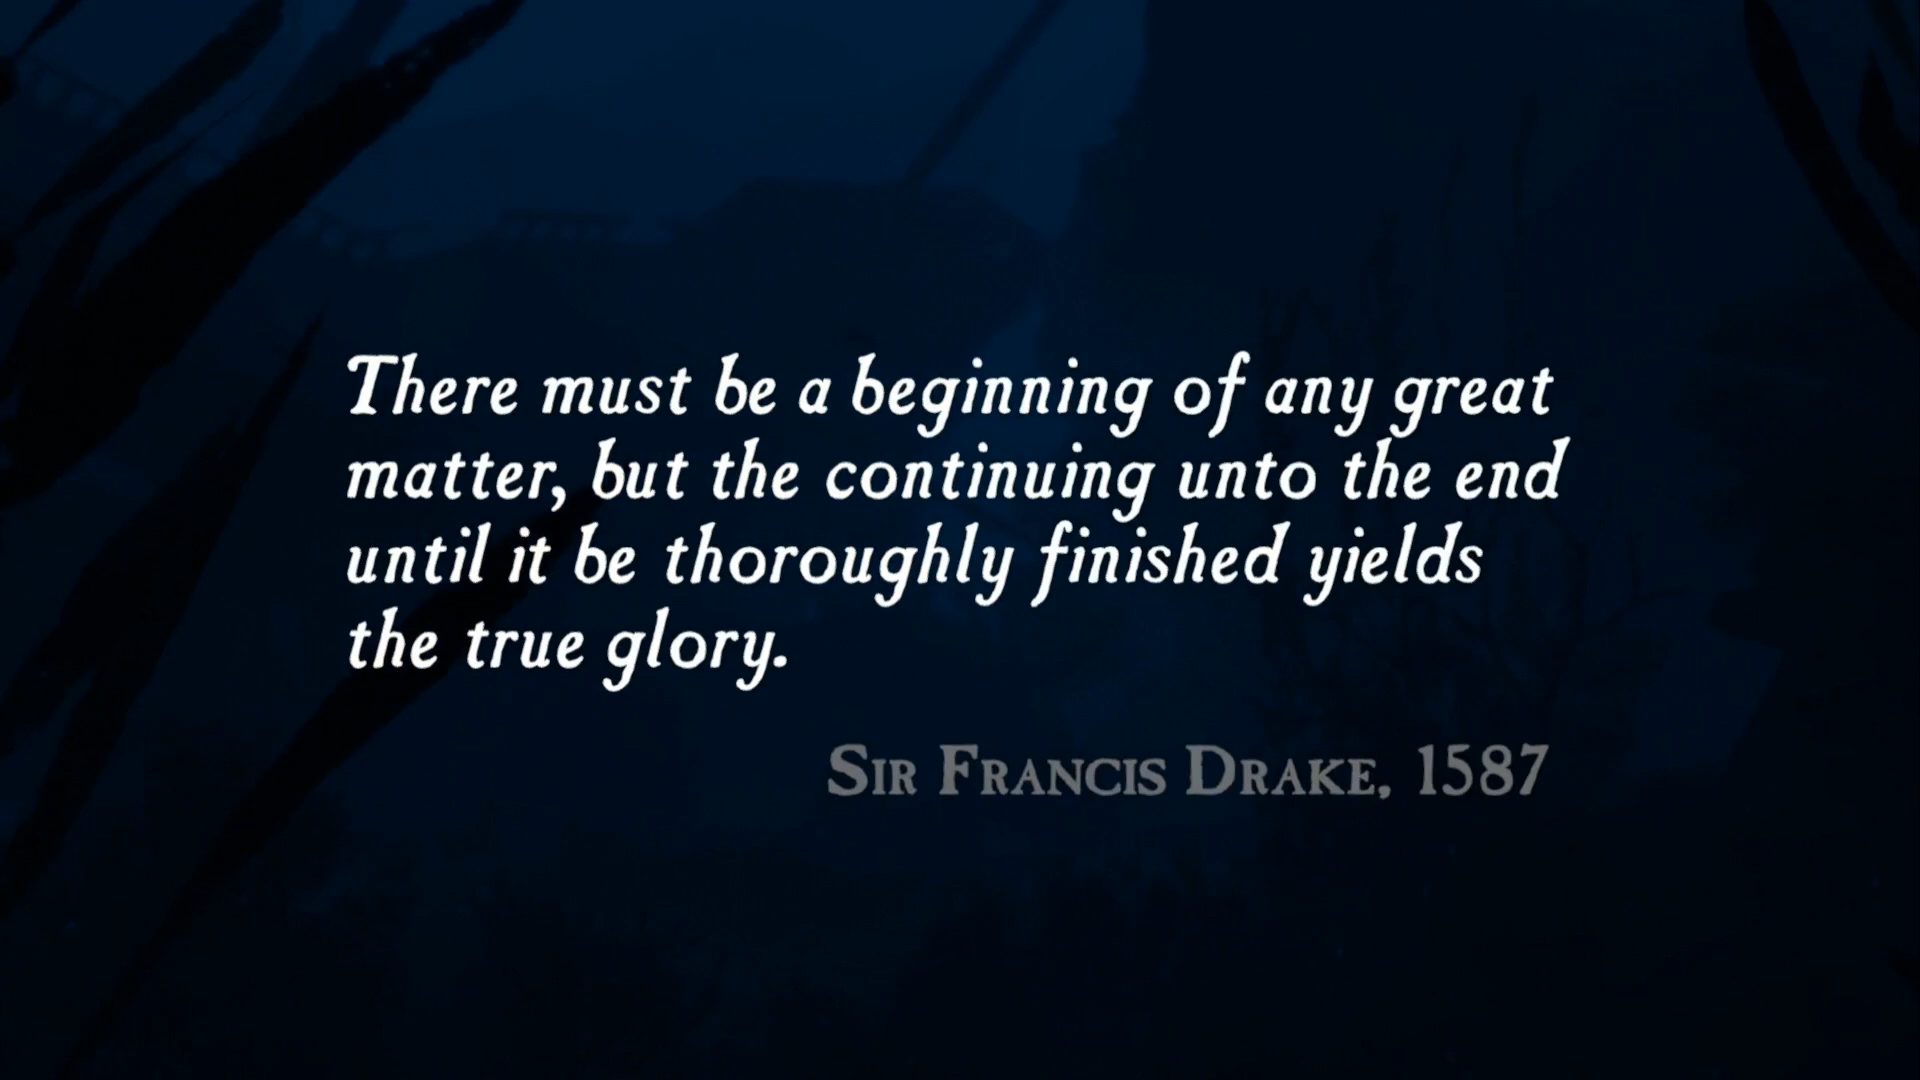 There must be a beginning of any great
matter, but the continuing unto the end
until it be thoroughly finished yields
the true glory.
Sir Francis Drake, 1587